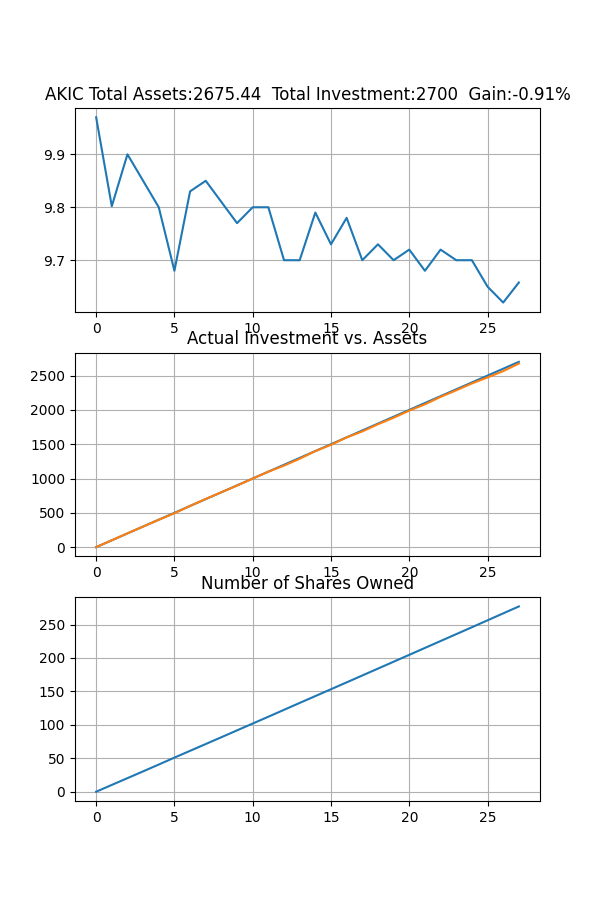 AKIC Total Assets:2675.44  Total Investment:2700  Gain:-0.91%
9.9
9.8
9.7
0 5 10 15 20 25
Actual Investment vs. Assets
2500
2000
1500
1000
500
0
0 5 10 15 20 25
Number of Shares Owned
250
200
150
100
50
0
0 5 10 15 20 25